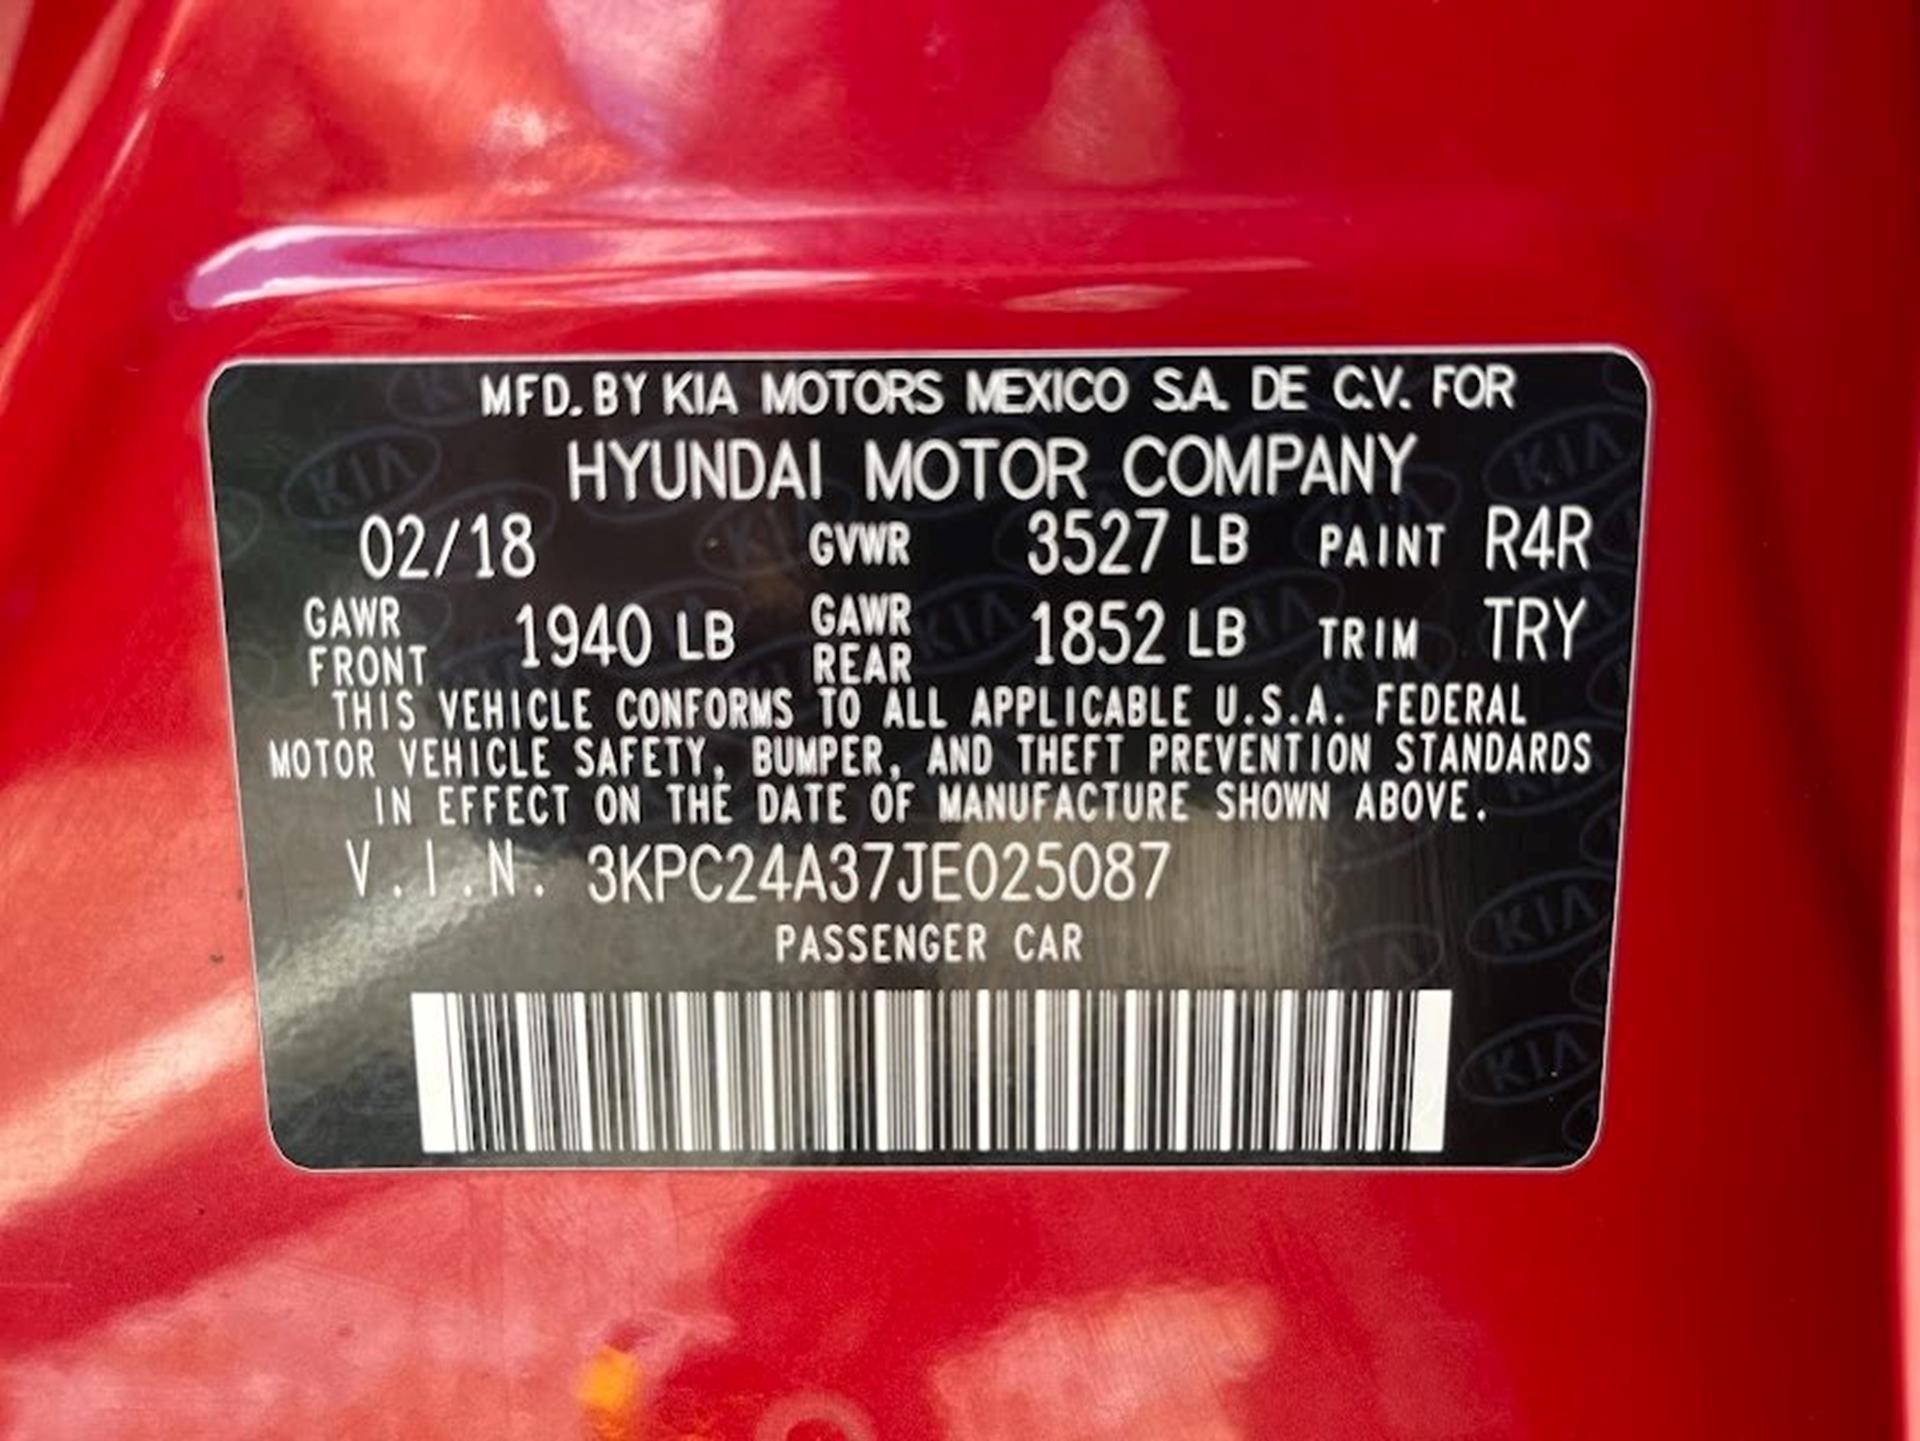 MFD. BY KIA MOTORS MEXICO S.A. DE C.V. FOR
HYUNDAI MOTOR COMPANY
02/18 GVWR 3527 LB PAINT R4R
GAWR FRONT 1940 LB GAWR REAR 1852 LB TRIM TRY
THIS VEHICLE CONFORMS TO ALL APPLICABLE U.S.A. FEDERAL
MOTOR VEHICLE SAFETY, BUMPER, AND THEFT PREVENTION STANDARDS
IN EFFECT ON THE DATE OF MANUFACTURE SHOWN ABOVE.
V.I.N. 3KPC24A37JE025087
PASSENGER CAR